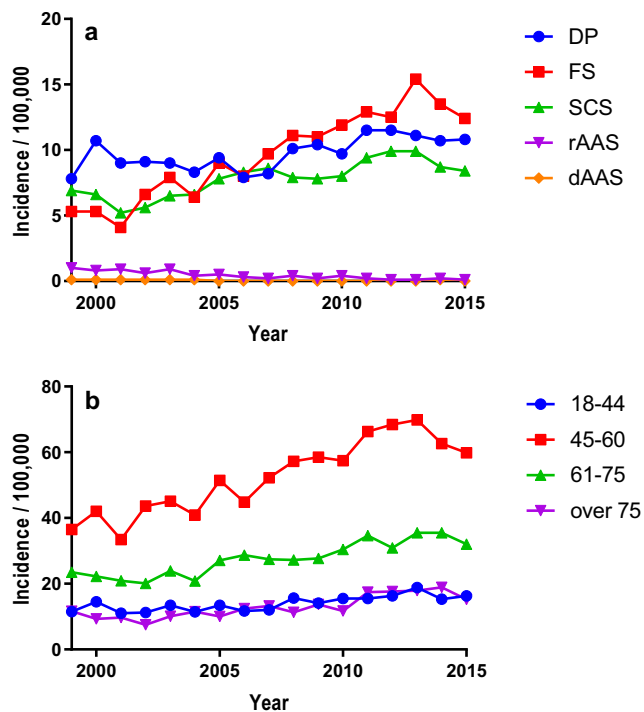 a
20
15
10
5
0
Incidence / 100,000
2000 2005 2010 2015
Year
DP
FS
SCS
rAAS
dAAS
b
80
60
40
20
0
Incidence / 100,000
2000 2005 2010 2015
Year
18-44
45-60
61-75
over 75